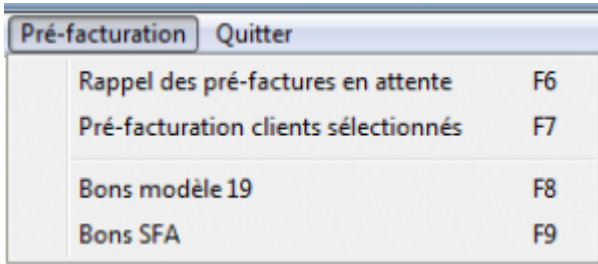 Pré-facturation Quitter
Rappel des pré-factures en attente F6
Pré-facturation clients sélectionnés F7
Bons modèle 19 F8
Bons SFA F9